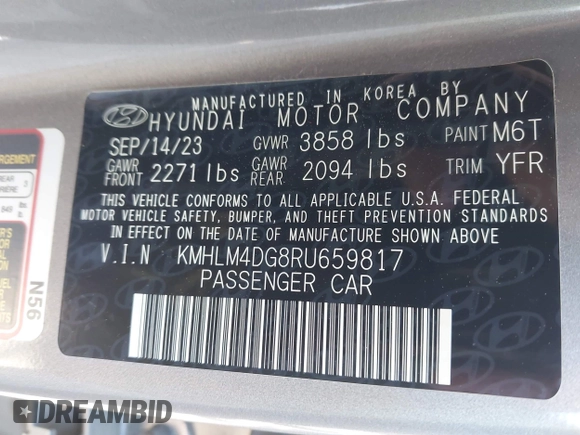 MANUFACTURED IN KOREA BY
HYUNDAI MOTOR COMPANY
SEP/14/23 GVWR 3858 lbs PAINT M6T
GAWR FRONT 2271 lbs GAWR REAR 2094 lbs TRIM YFR
THIS VEHICLE CONFORMS TO ALL APPLICABLE U.S.A. FEDERAL
MOTOR VEHICLE SAFETY, BUMPER, AND THEFT PREVENTION STANDARDS
IN EFFECT ON THE DATE OF MANUFACTURE SHOWN ABOVE
V.I.N KMHLM4DG8RU659817
PASSENGER CAR
REAR 3
N56
DREAMBID